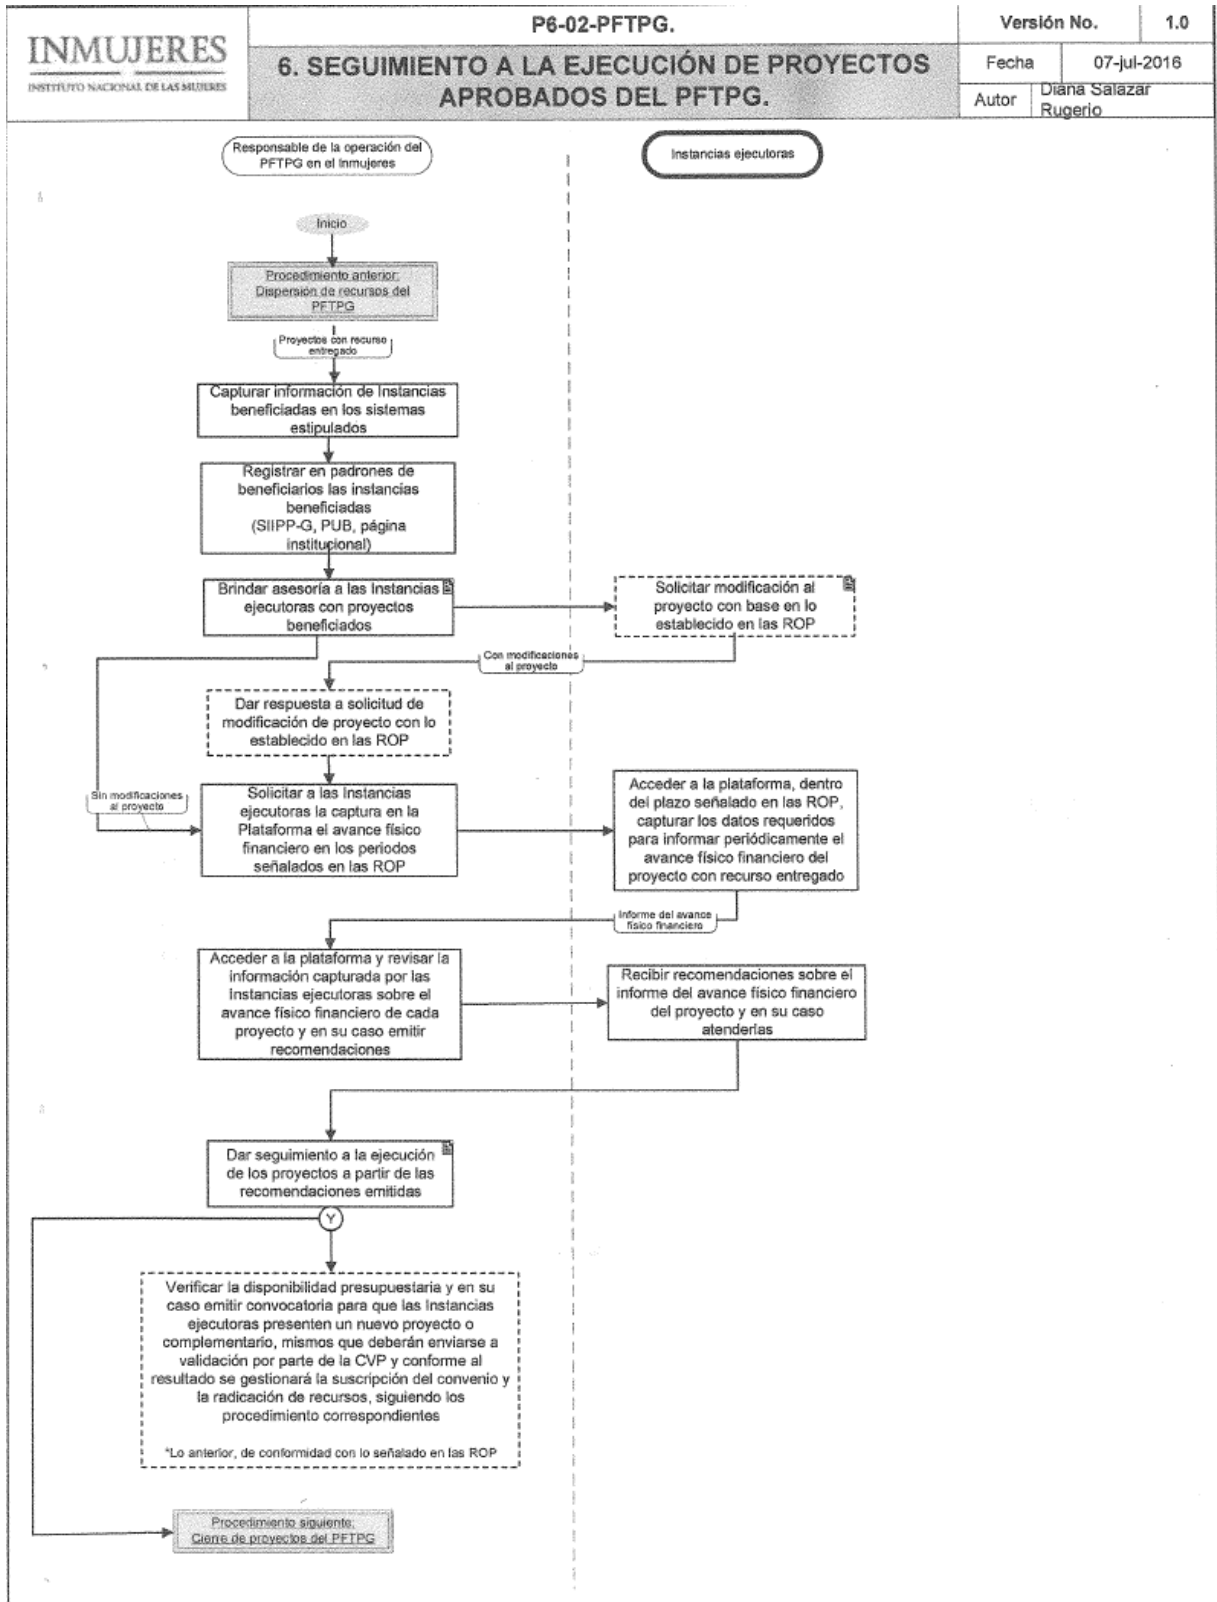 INMUJERES
INSTITUTO NACIONAL DE LAS MUJERES
P6-02-PFTPG.
6. SEGUIMIENTO A LA EJECUCIÓN DE PROYECTOS
APROBADOS DEL PFTPG.
Versión No. 1.0
Fecha 07-jul-2016
Autor Diana Salazar
Rugerio
Responsable de la operación del
PFTPG en el Inmujeres
Instancias ejecutoras
Inicio
Procedimiento anterior:
Dispersión de recursos del
PFTPG
Proyectos con recurso
entregado
Capturar información de Instancias
beneficiadas en los sistemas
estipulados
Registrar en padrones de
beneficiarios las instancias
beneficiadas
(SIIPP-G, PUB, página
institucional)
Brindar asesoría a las Instancias
ejecutoras con proyectos
beneficiados
Solicitar modificación al
proyecto con base en lo
establecido en las ROP
Con modificaciones
al proyecto
Dar respuesta a solicitud de
modificación de proyecto con lo
establecido en las ROP
Sin modificaciones
al proyecto
Solicitar a las Instancias
ejecutoras la captura en la
Plataforma el avance físico
financiero en los periodos
señalados en las ROP
Acceder a la plataforma, dentro
del plazo señalado en las ROP,
capturar los datos requeridos
para informar periódicamente el
avance físico financiero del
proyecto con recurso entregado
Informe del avance
físico financiero
Acceder a la plataforma y revisar la
información capturada por las
Instancias ejecutoras sobre el
avance físico financiero de cada
proyecto y en su caso emitir
recomendaciones
Recibir recomendaciones sobre el
informe del avance físico financiero
del proyecto y en su caso
atenderlas
Dar seguimiento a la ejecución
de los proyectos a partir de las
recomendaciones emitidas
Y
Verificar la disponibilidad presupuestaria y en su
caso emitir convocatoria para que las Instancias
ejecutoras presenten un nuevo proyecto o
complementario, mismos que deberán enviarse a
validación por parte de la CVP y conforme al
resultado se gestionará la suscripción del convenio y
la radicación de recursos, siguiendo los
procedimiento correspondientes
*Lo anterior, de conformidad con lo señalado en las ROP
Procedimiento siguiente:
Cierre de proyectos del PFTPG